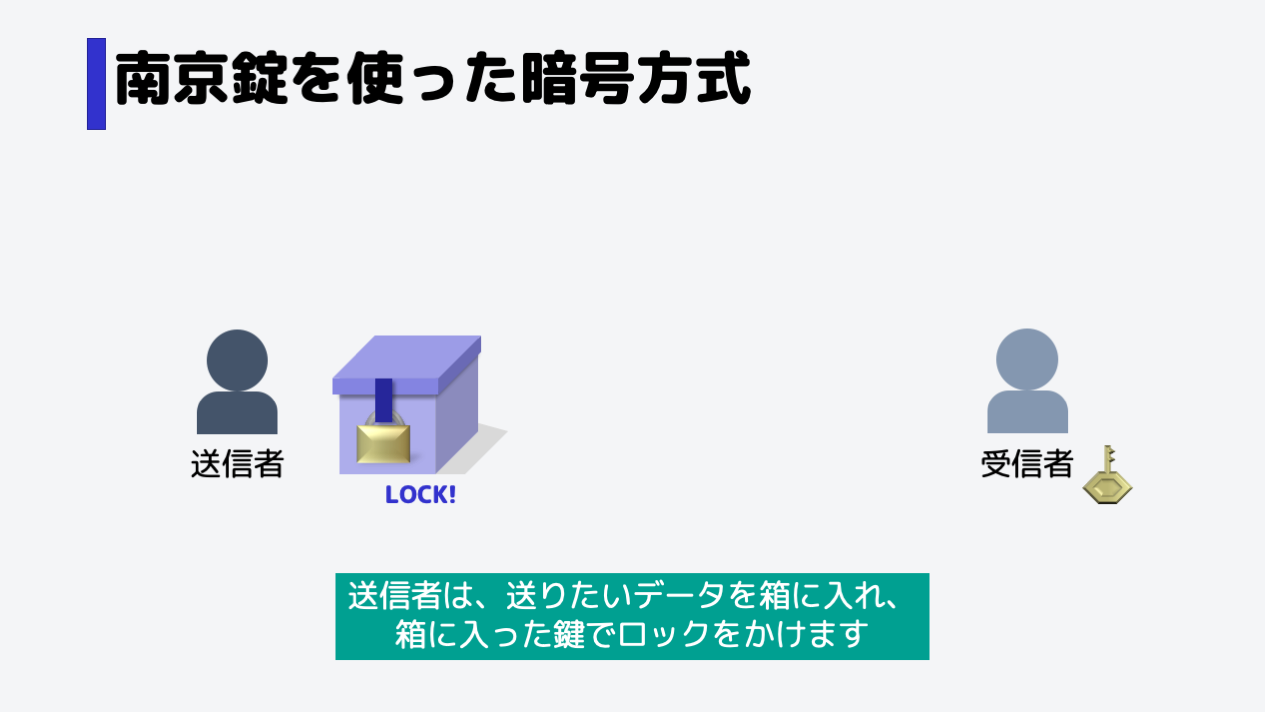 南京錠を使った暗号方式
送信者
LOCK!
受信者
送信者は、送りたいデータを箱に入れ、
箱に入った鍵でロックをかけます